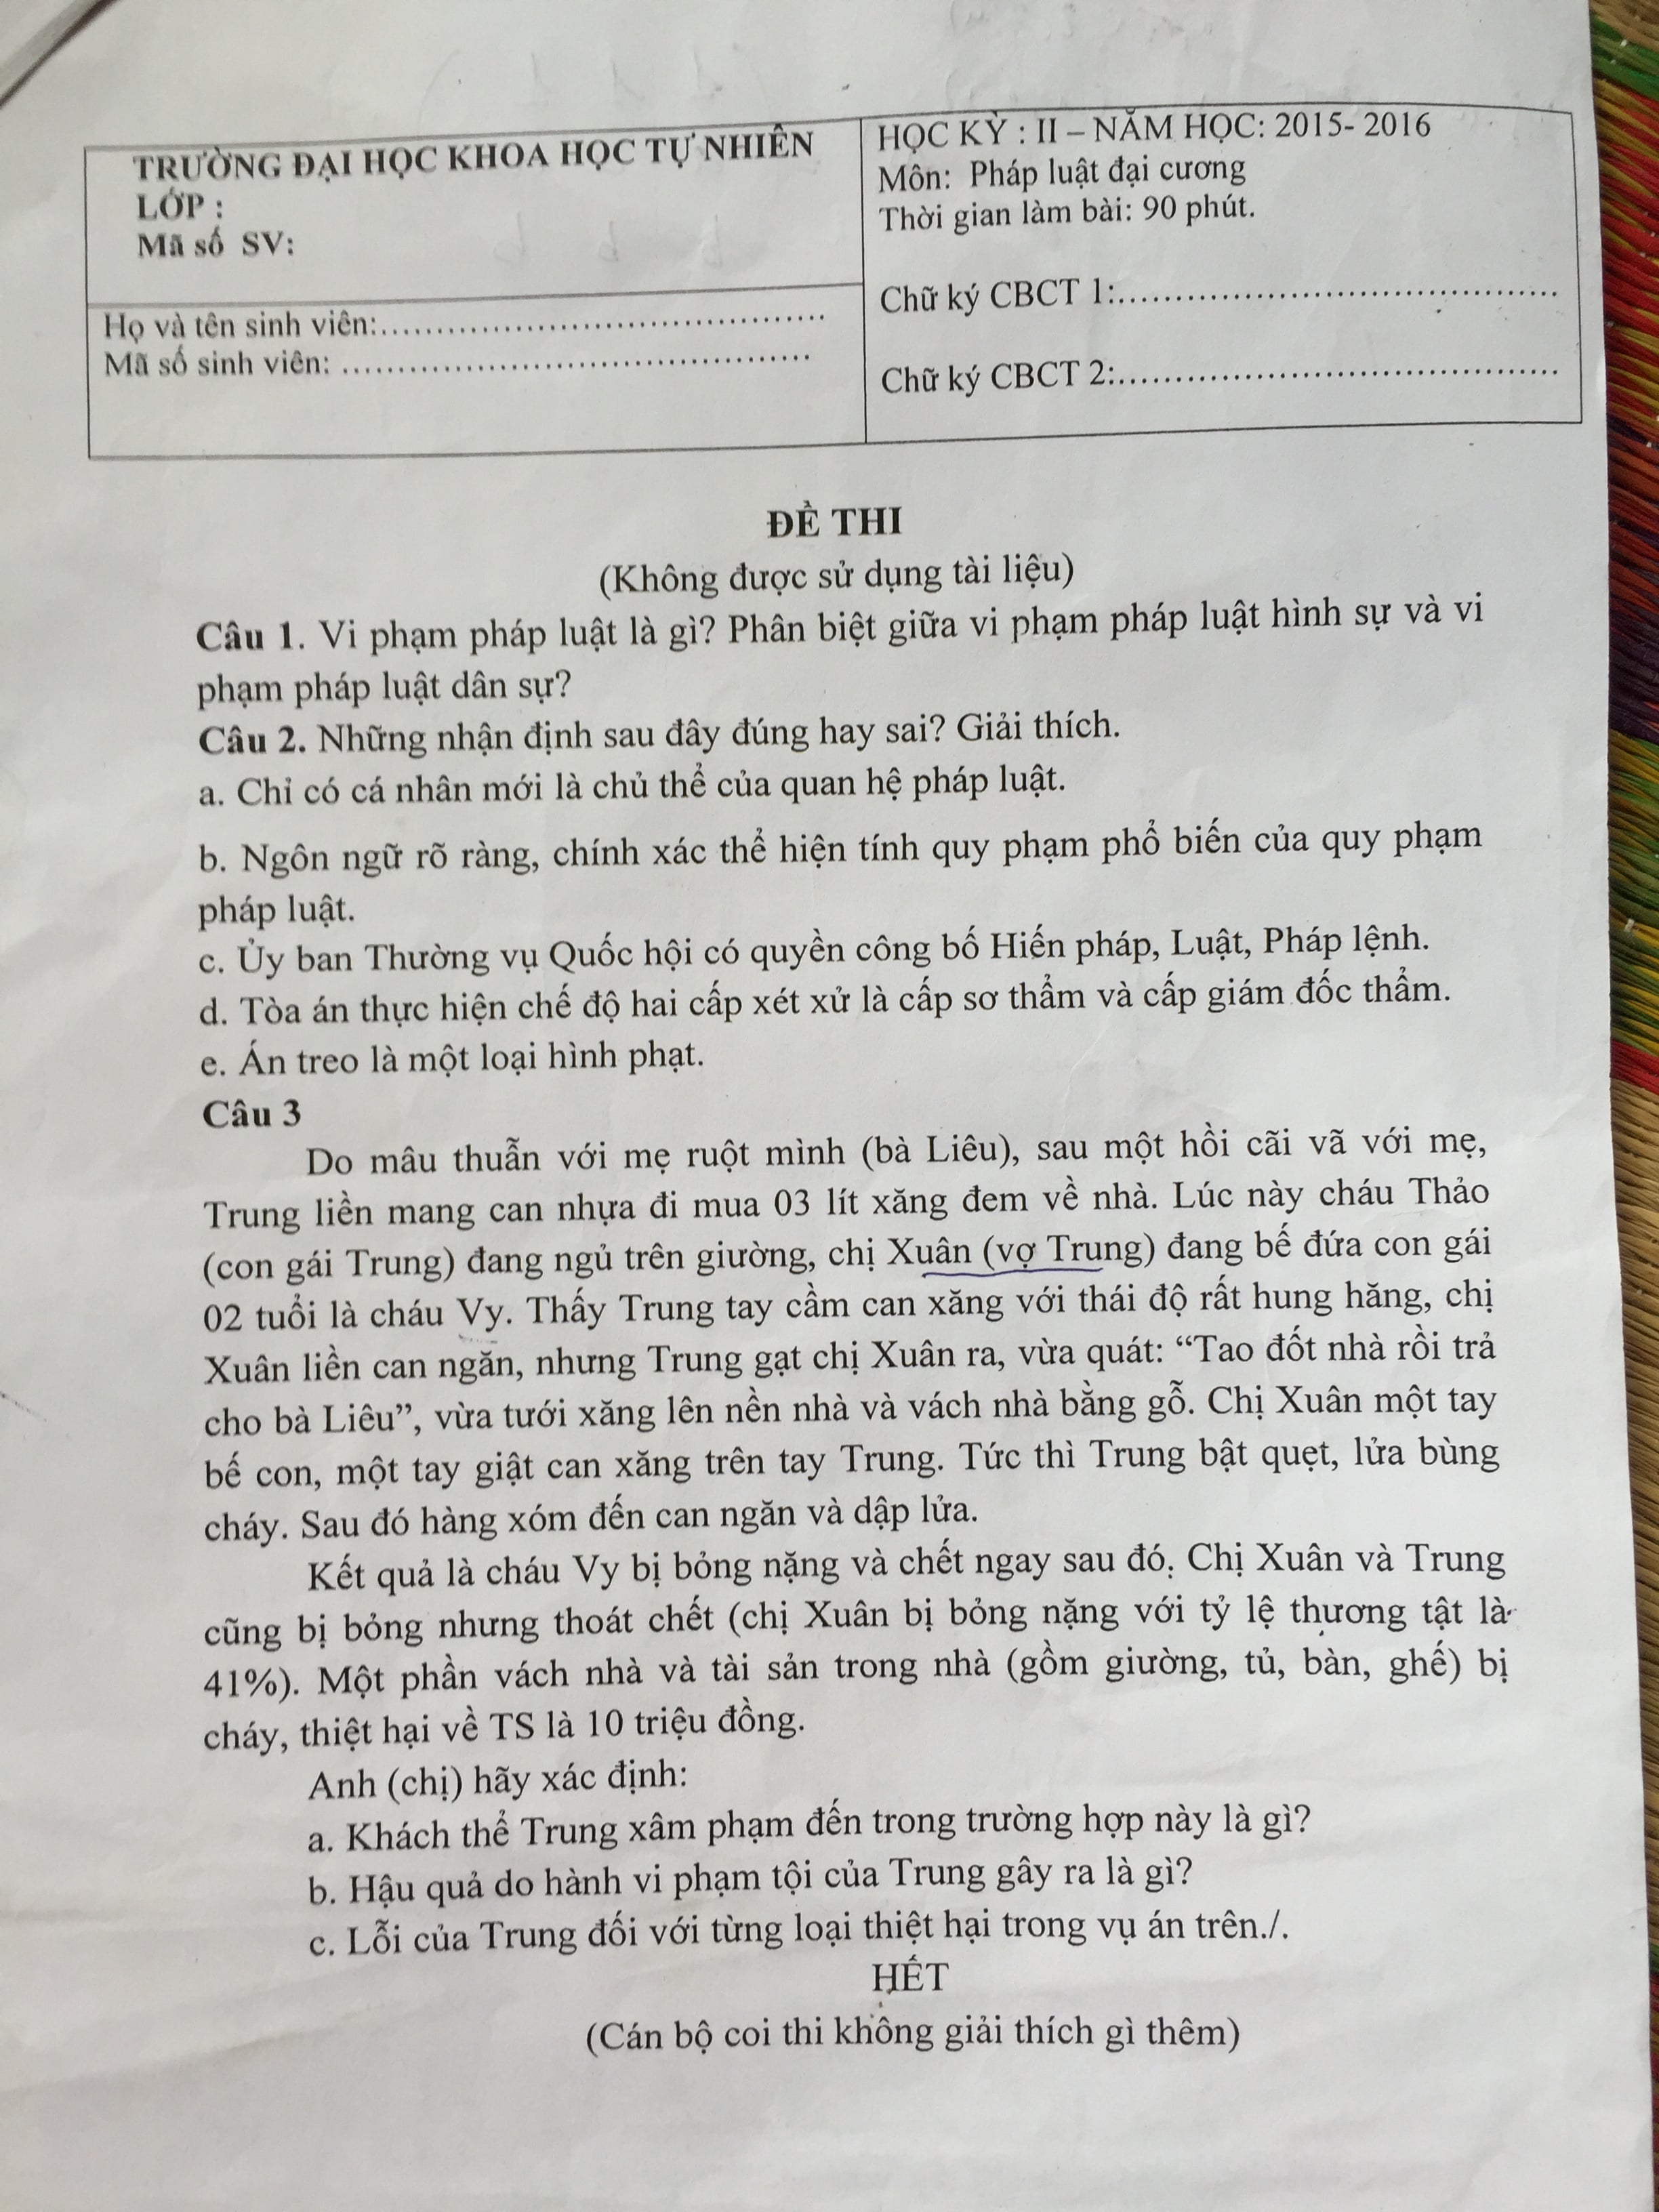 TRƯỜNG ĐẠI HỌC KHOA HỌC TỰ NHIÊN
LỚP :
Mã số SV:
Họ và tên sinh viên:........................................
Mã số sinh viên: ..........................................
HỌC KỲ : II – NĂM HỌC: 2015- 2016
Môn: Pháp luật đại cương
Thời gian làm bài: 90 phút.
Chữ ký CBCT 1:........................................
Chữ ký CBCT 2:........................................
ĐỀ THI
(Không được sử dụng tài liệu)
Câu 1. Vi phạm pháp luật là gì? Phân biệt giữa vi phạm pháp luật hình sự và vi
phạm pháp luật dân sự?
Câu 2. Những nhận định sau đây đúng hay sai? Giải thích.
a. Chỉ có cá nhân mới là chủ thể của quan hệ pháp luật.
b. Ngôn ngữ rõ ràng, chính xác thể hiện tính quy phạm phổ biến của quy phạm
pháp luật.
c. Ủy ban Thường vụ Quốc hội có quyền công bố Hiến pháp, Luật, Pháp lệnh.
d. Tòa án thực hiện chế độ hai cấp xét xử là cấp sơ thẩm và cấp giám đốc thẩm.
e. Án treo là một loại hình phạt.
Câu 3
Do mâu thuẫn với mẹ ruột mình (bà Liêu), sau một hồi cãi vã với mẹ,
Trung liền mang can nhựa đi mua 03 lít xăng đem về nhà. Lúc này cháu Thảo
(con gái Trung) đang ngủ trên giường, chị Xuân (vợ Trung) đang bế đứa con gái
02 tuổi là cháu Vy. Thấy Trung tay cầm can xăng với thái độ rất hung hăng, chị
Xuân liền can ngăn, nhưng Trung gạt chị Xuân ra, vừa quát: “Tao đốt nhà rồi trả
cho bà Liêu”, vừa tưới xăng lên nền nhà và vách nhà bằng gỗ. Chị Xuân một tay
bế con, một tay giật can xăng trên tay Trung. Tức thì Trung bật quẹt, lửa bùng
cháy. Sau đó hàng xóm đến can ngăn và dập lửa.
Kết quả là cháu Vy bị bỏng nặng và chết ngay sau đó. Chị Xuân và Trung
cũng bị bỏng nhưng thoát chết (chị Xuân bị bỏng nặng với tỷ lệ thương tật là
41%). Một phần vách nhà và tài sản trong nhà (gồm giường, tủ, bàn, ghế) bị
cháy, thiệt hại về TS là 10 triệu đồng.
Anh (chị) hãy xác định:
a. Khách thể Trung xâm phạm đến trong trường hợp này là gì?
b. Hậu quả do hành vi phạm tội của Trung gây ra là gì?
c. Lỗi của Trung đối với từng loại thiệt hại trong vụ án trên./.
HẾT
(Cán bộ coi thi không giải thích gì thêm)